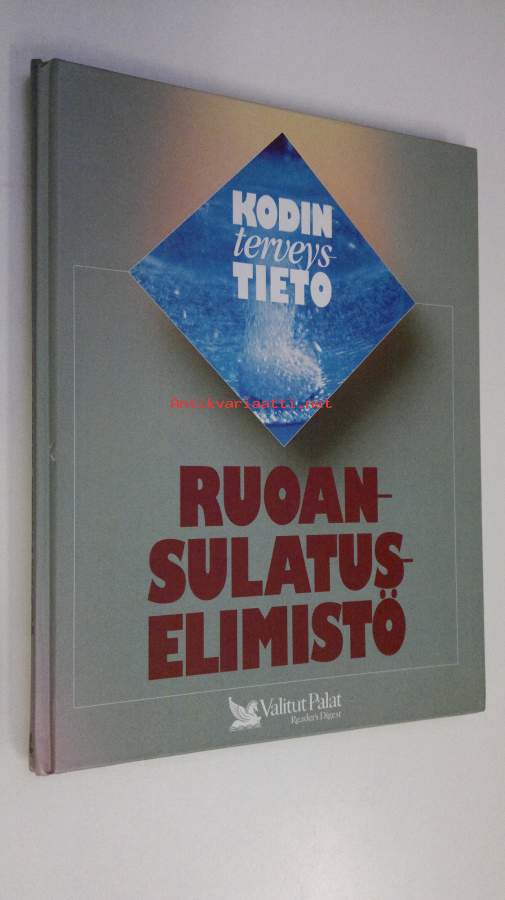 KODIN
terveys-
TIETO
Antikvariaatti.net
RUOAN-
SULATUS-
ELIMISTÖ
Valitut Palat
Reader's Digest